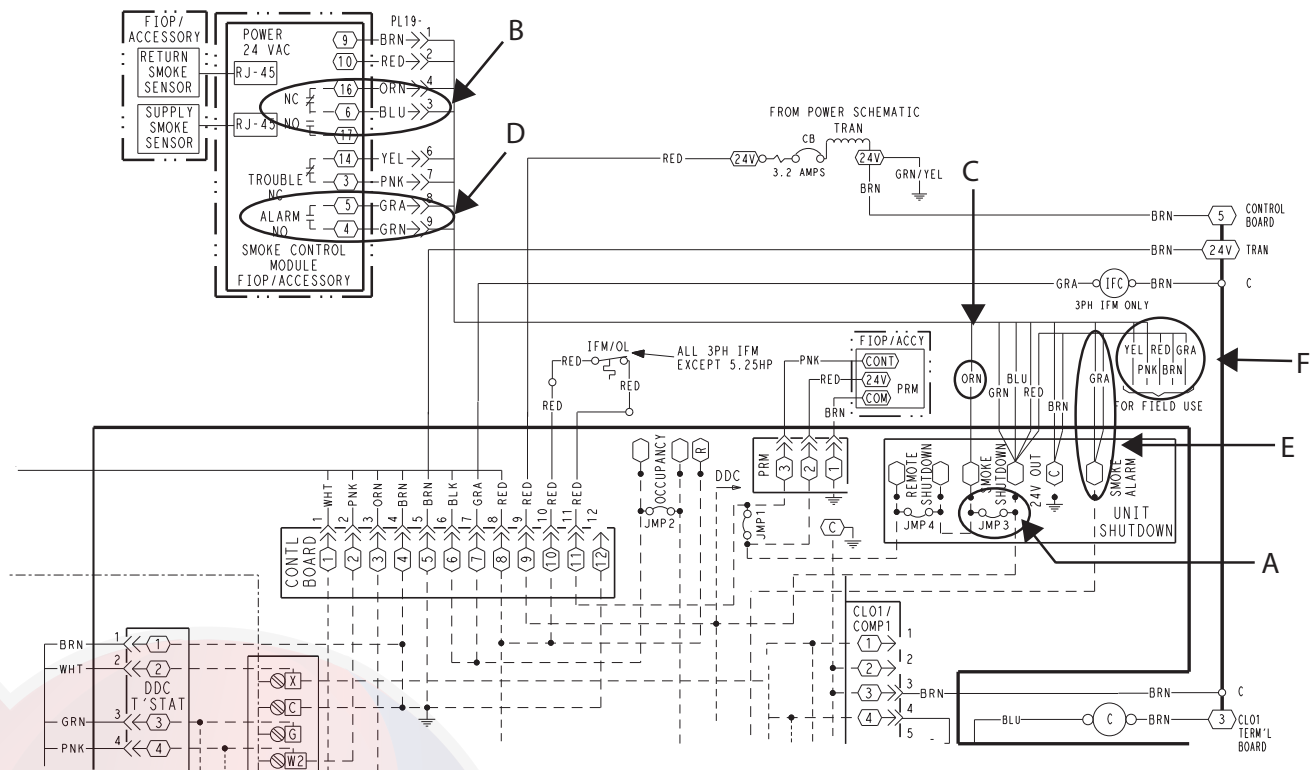 FIOP/
ACCESSORY
RETURN
SMOKE
SENSOR
SUPPLY
SMOKE
SENSOR
POWER
24 VAC
RJ-45
RJ-45
PL19-
9 BRN 1
10 RED 2
NC 16 ORN 4
6 BLU 3
NO 17
14 YEL 6
TROUBLE 3 PNK 7
NC
5 GRA 8
ALARM
NO 4 GRN 9
SMOKE CONTROL
MODULE
FIOP/ACCESSORY
B
D
FROM POWER SCHEMATIC
TRAN
CB
RED 24V 24V
3.2 AMPS
GRN/YEL
BRN
C
BRN 5 CONTROL
BOARD
BRN 24V TRAN
GRA IFC BRN C
3PH IFM ONLY
IFM/OL
RED
RED
RED
ALL 3PH IFM
EXCEPT 5.25HP
FIOP/ACCY
PNK CONT
RED 24V PRM
BRN COM
ORN
GRN
BLU
RED
BRN
GRA
YEL RED GRA
PNK BRN
FOR FIELD USE
F
E
A
OCCUPANCY
R
JMP2
DDC
PRM
3 2 1
JMP1
C
REMOTE
SHUTDOWN
JMP4
SMOKE
SHUTDOWN
JMP3
24V OUT
C
SMOKE
ALARM
UNIT
SHUTDOWN
WHT PNK ORN BRN BRN BLK GRA RED RED RED RED
1 2 3 4 5 6 7 8 9 10 11 12
CONTL
BOARD
1 2 3 4 5 6 7 8 9 10 11 12
CLO1/
COMP1
1 1
2 2
3 3 BRN BRN C
4 4
5
BLU C BRN 3 CLO1
TERM'L
BOARD
BRN 1 1
WHT 2 2
DDC
T'STAT
GRN 3 3
PNK 4 4
X
C
G
W2